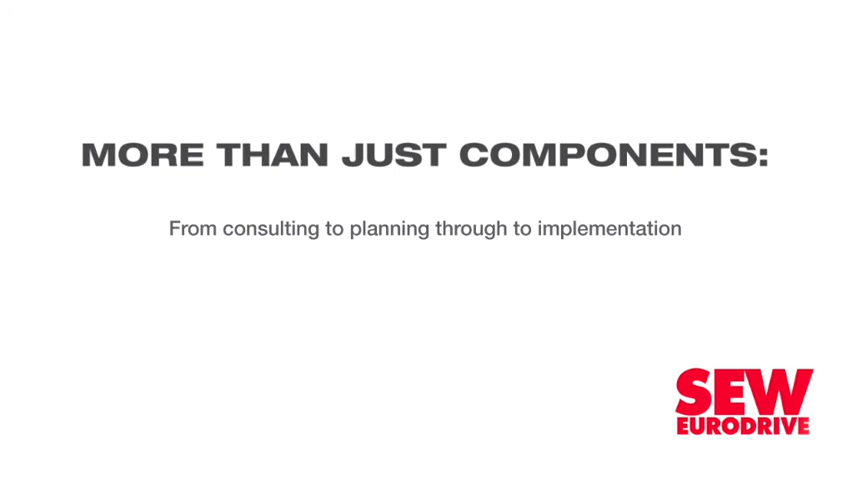 MORE THAN JUST COMPONENTS:
From consulting to planning through to implementation
SEW
EURODRIVE